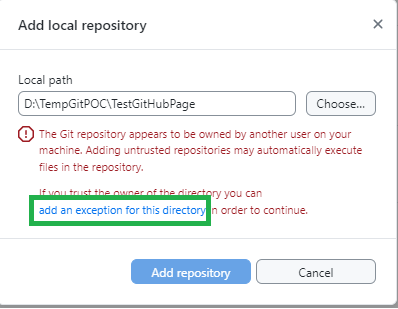 Add local repository
Local path
D:\TempGitPOC\TestGitHubPage
Choose...
The Git repository appears to be owned by another user on your
machine. Adding untrusted repositories may automatically execute
files in the repository.
If you trust the owner of the directory you can
add an exception for this directory in order to continue.
Add repository
Cancel